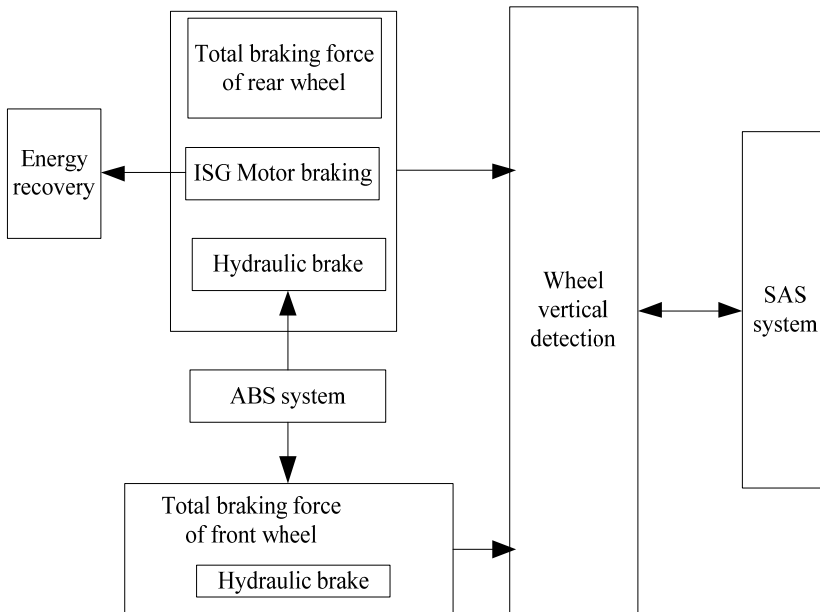 Total braking force
of rear wheel
Energy
recovery
ISG Motor braking
Hydraulic brake
Wheel
vertical
detection
SAS
system
ABS system
Total braking force
of front wheel
Hydraulic brake